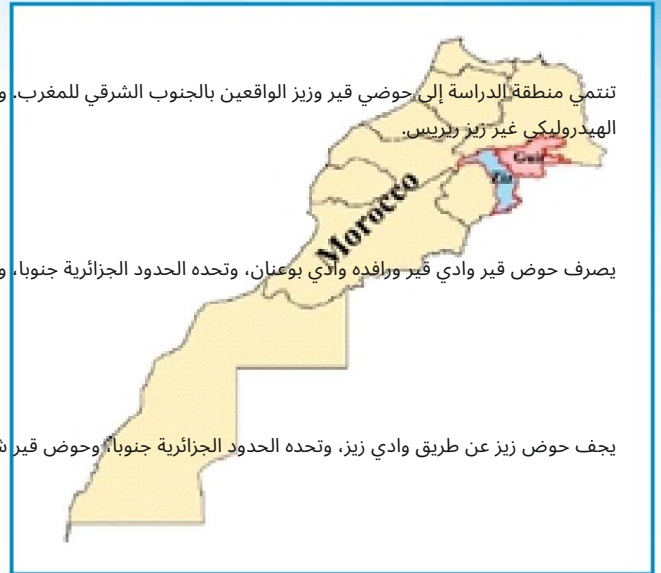 تنتمي منطقة الدراسة إلى حوضي قير وزيز الواقعين بالجنوب الشرقي للمغرب. و
الهيدروليكي غير زيز ريريس.
Guir
Ziz
Morocco
يصرف حوض قير وادي قير ورافده وادي بوعنان، وتحده الحدود الجزائرية جنوبا، و
يجف حوض زيز عن طريق وادي زيز، وتحده الحدود الجزائرية جنوبا، وحوض قير ش